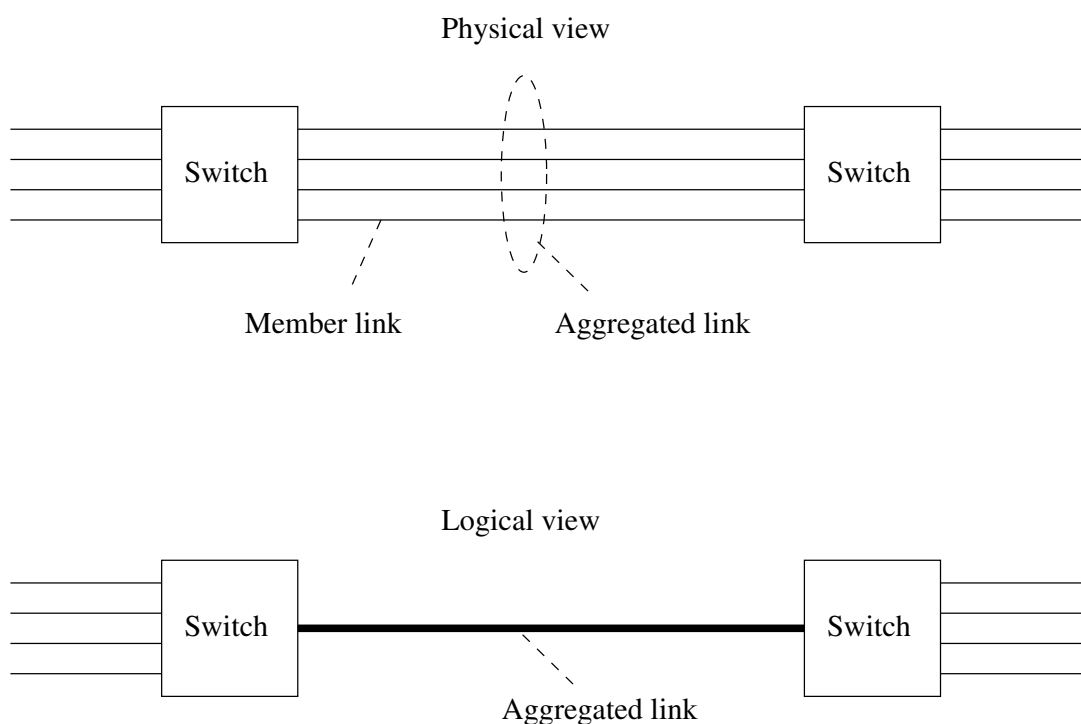 Physical view
Switch
Switch
Member link
Aggregated link
Logical view
Switch
Switch
Aggregated link